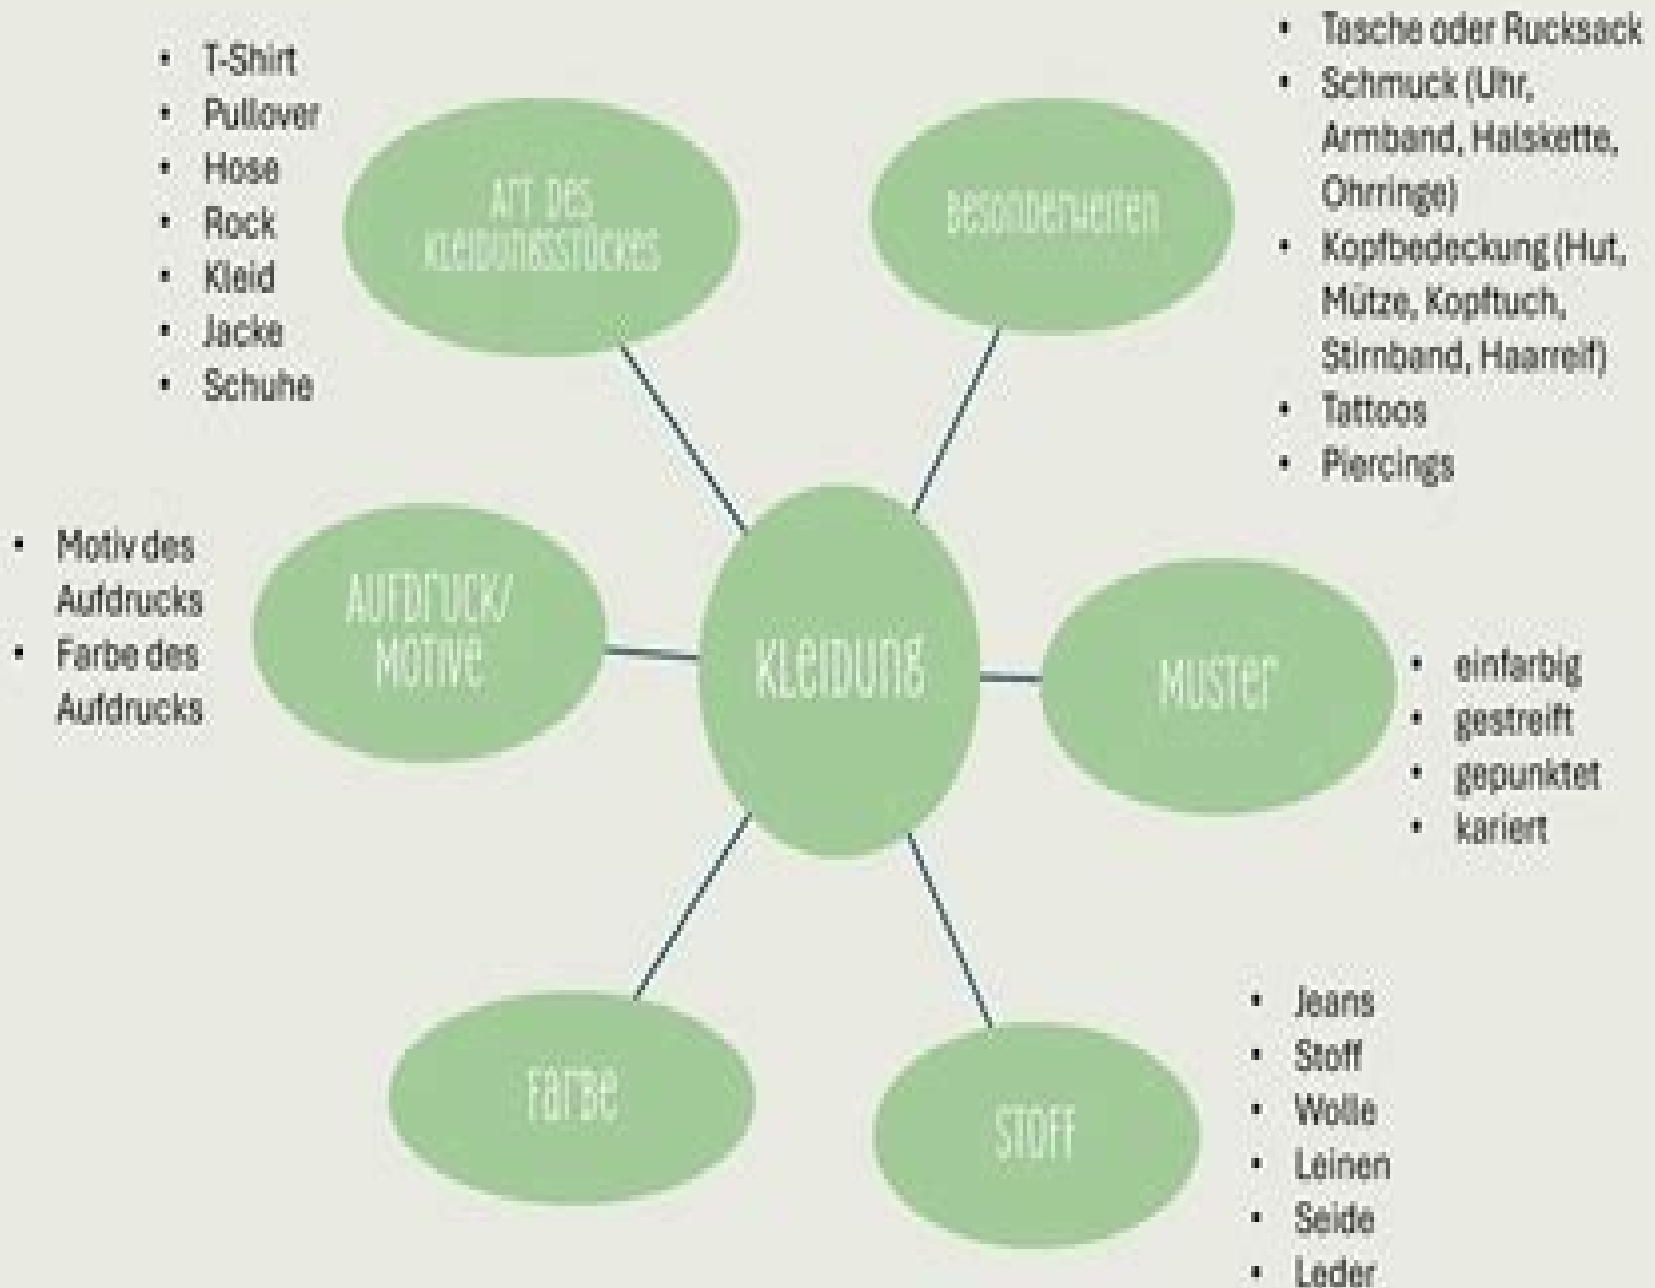 • T-Shirt
• Pullover
• Hose
• Rock
• Kleid
• Jacke
• Schuhe
Art des
Kleidungsstückes
Besonderheiten
• Tasche oder Rucksack
• Schmuck (Uhr,
Armband, Halskette,
Ohrringe)
• Kopfbedeckung (Hut,
Mütze, Kopftuch,
Stirnband, Haarreif)
• Tattoos
• Piercings
• Motiv des
Aufdrucks
• Farbe des
Aufdrucks
Aufdruck/
Motive
Kleidung
Muster
• einfarbig
• gestreift
• gepunktet
• kariert
Farbe
Stoff
• Jeans
• Stoff
• Wolle
• Leinen
• Seide
• Leder